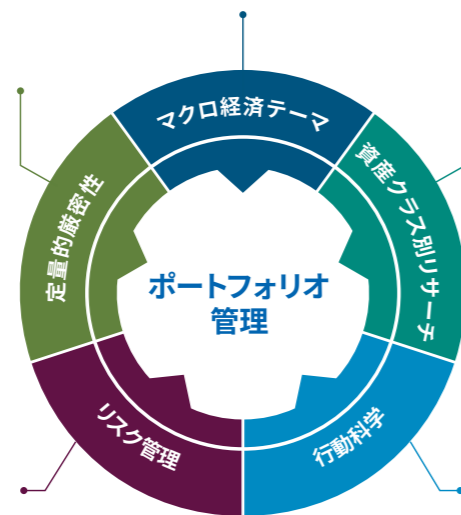 マクロ経済テーマ
資産クラス別リサーチ
行動科学
リスク管理
定量的厳密性
ポートフォリオ
管理